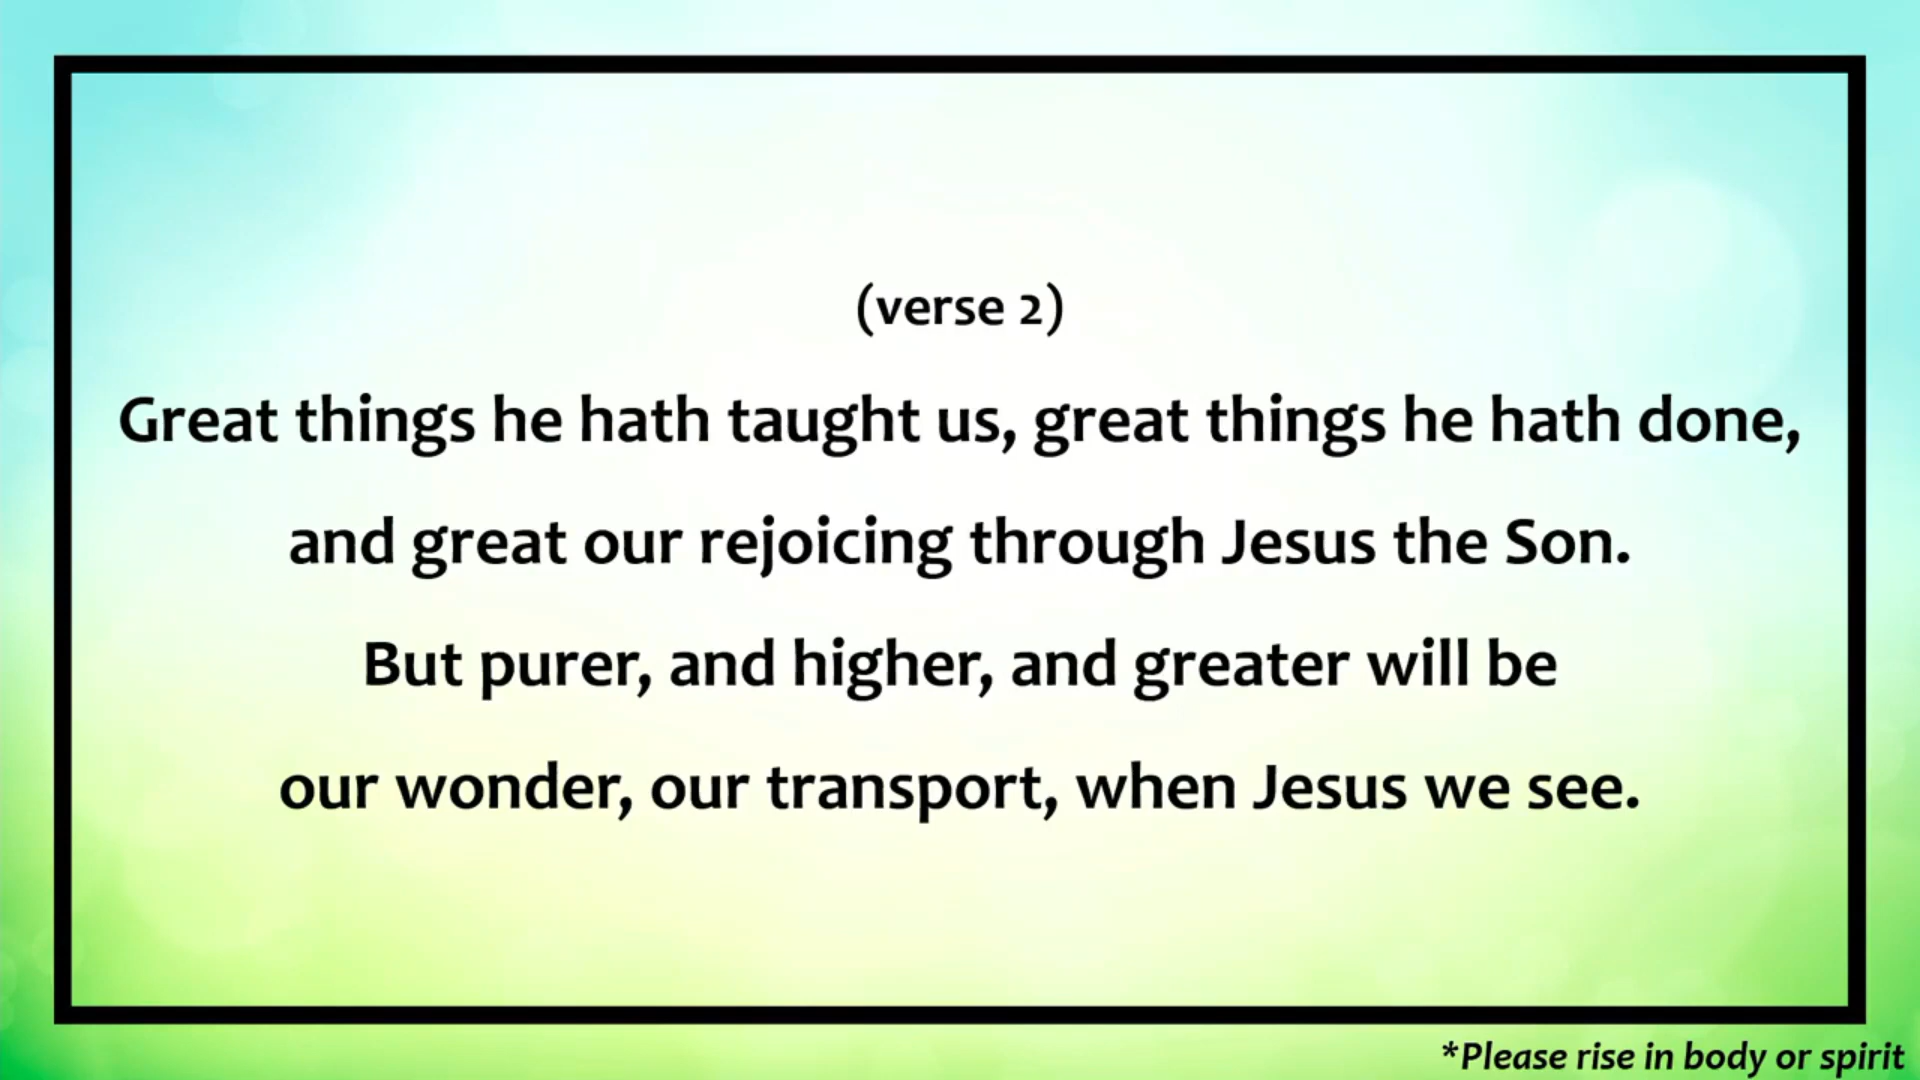 (verse 2)
Great things he hath taught us, great things he hath done,
and great our rejoicing through Jesus the Son.
But purer, and higher, and greater will be
our wonder, our transport, when Jesus we see.
*Please rise in body or spirit